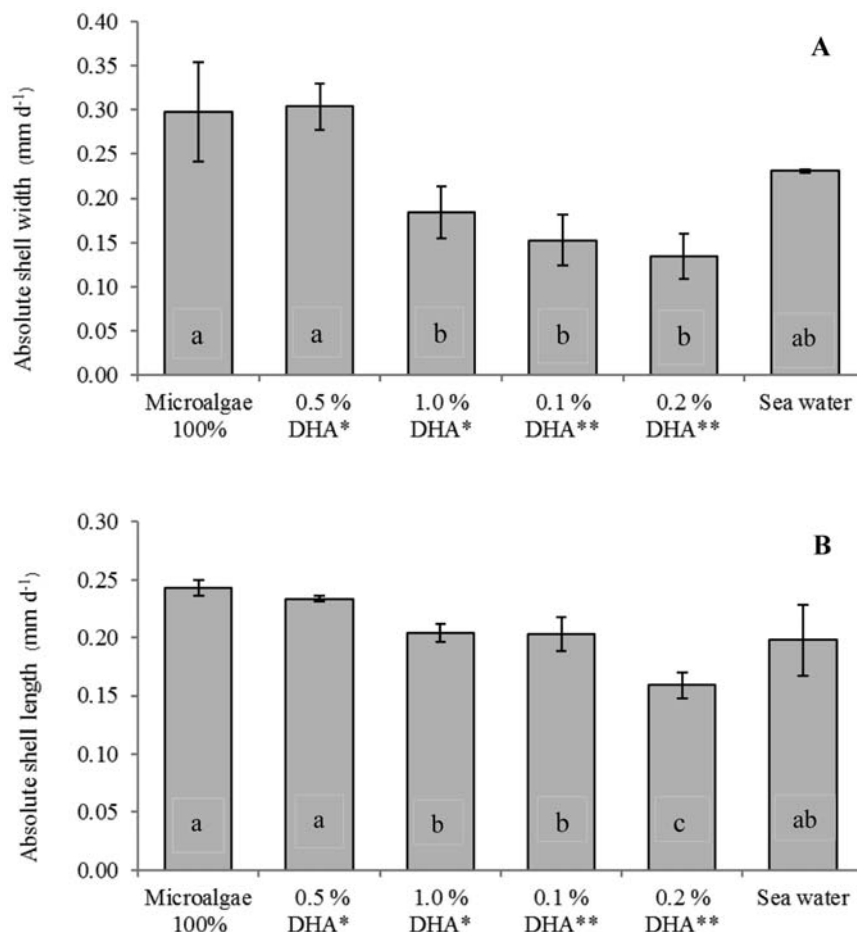 A
Absolute shell width (mm d-1)
0.40
0.35
0.30
0.25
0.20
0.15
0.10
0.05
0.00
a
a
b
b
b
ab
Microalgae
100%
0.5 %
DHA*
1.0 %
DHA*
0.1 %
DHA**
0.2 %
DHA**
Sea water
B
Absolute shell length (mm d-1)
0.30
0.25
0.20
0.15
0.10
0.05
0.00
a
a
b
b
c
ab
Microalgae
100%
0.5 %
DHA*
1.0 %
DHA*
0.1 %
DHA**
0.2 %
DHA**
Sea water